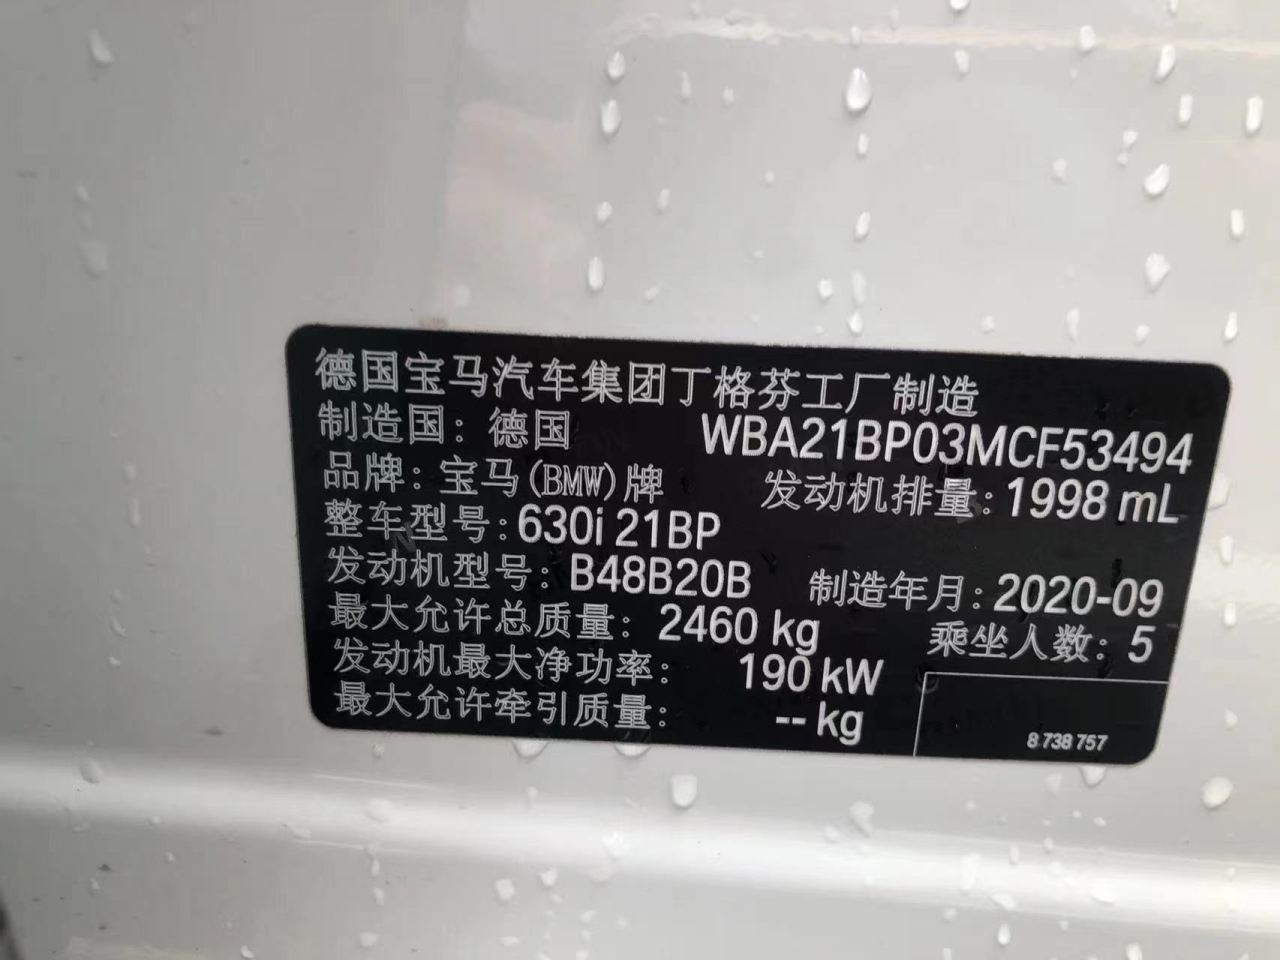 德国宝马汽车集团丁格芬工厂制造
制造国：德国 WBA21BP03MCF53494
品牌：宝马(BMW)牌 发动机排量：1998 mL
整车型号：630i 21BP
发动机型号：B48B20B 制造年月：2020-09
最大允许总质量：2460 kg 乘坐人数：5
发动机最大净功率：190 kW
最大允许牵引质量：-- kg
8 738 757